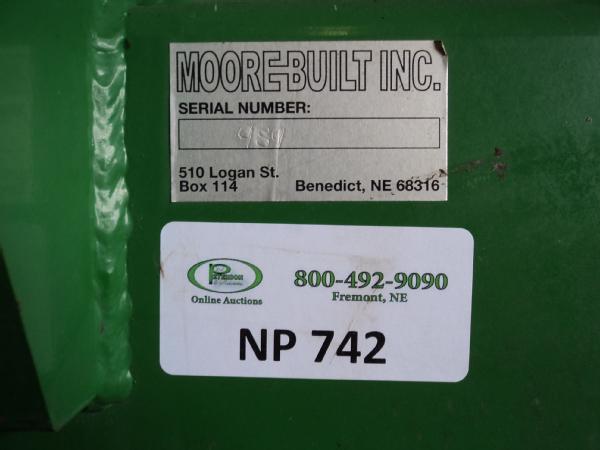 MOORE-BUILT INC.
SERIAL NUMBER:
989
510 Logan St.
Box 114 Benedict, NE 68316
Online Auctions
800-492-9090
Fremont, NE
NP 742